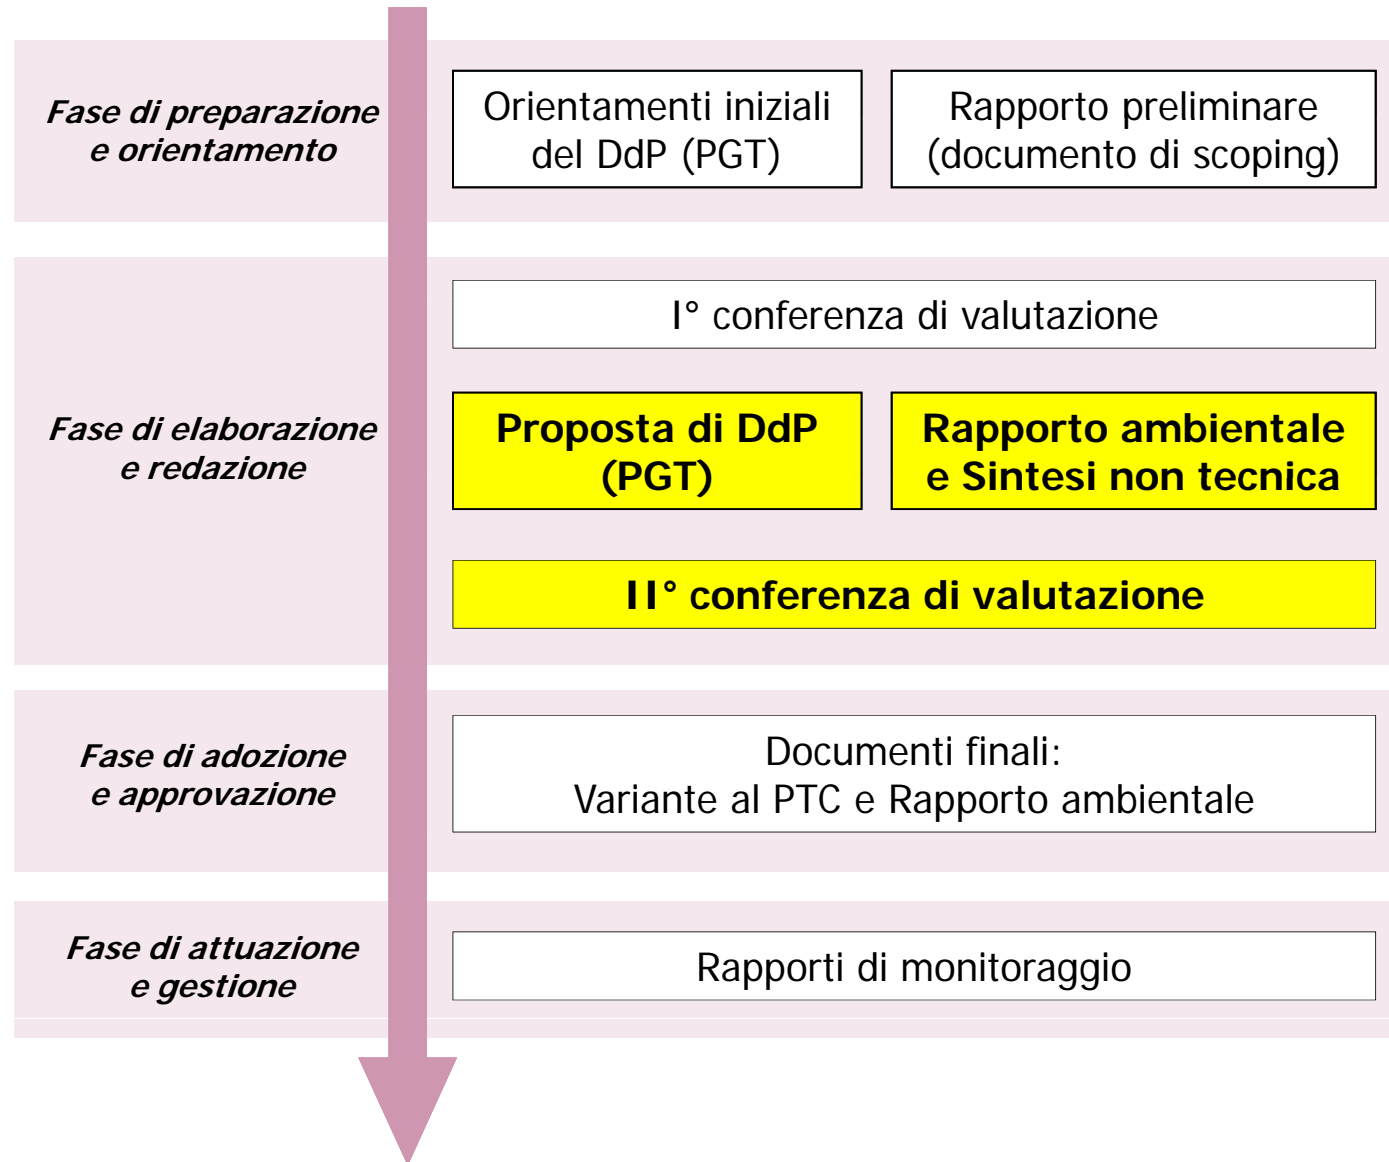 Fase di preparazione
e orientamento
Orientamenti iniziali
del DdP (PGT)
Rapporto preliminare
(documento di scoping)
Fase di elaborazione
e redazione
I° conferenza di valutazione
Proposta di DdP
(PGT)
Rapporto ambientale
e Sintesi non tecnica
II° conferenza di valutazione
Fase di adozione
e approvazione
Documenti finali:
Variante al PTC e Rapporto ambientale
Fase di attuazione
e gestione
Rapporti di monitoraggio